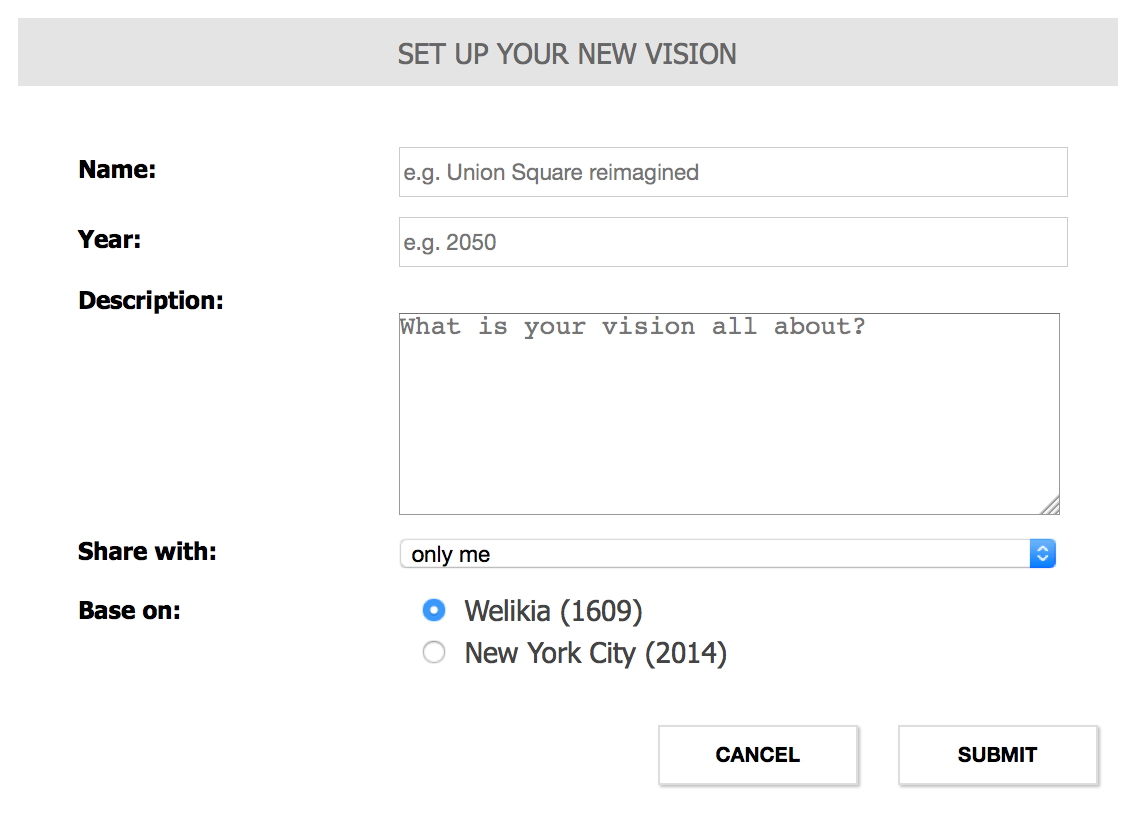 SET UP YOUR NEW VISION
Name:
e.g. Union Square reimagined
Year:
e.g. 2050
Description:
What is your vision all about?
Share with:
only me
Base on:
Welikia (1609)
New York City (2014)
CANCEL
SUBMIT